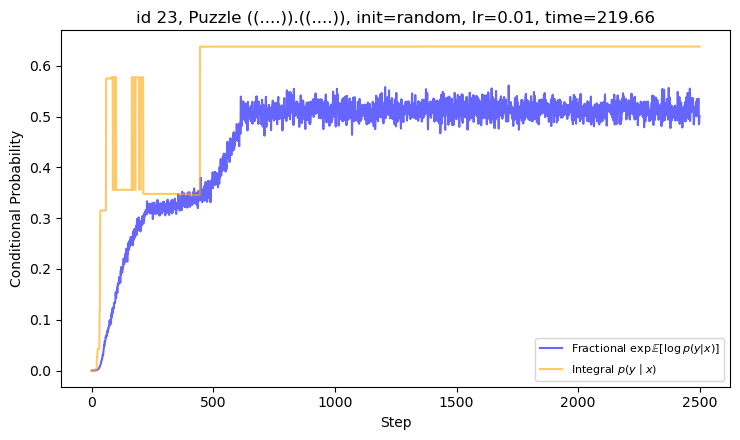 id 23, Puzzle ((....)).((....)), init=random, lr=0.01, time=219.66
Conditional Probability
0.6
0.5
0.4
0.3
0.2
0.1
0.0
Fractional exp𝔼[log p(y|x)]
Integral p(y | x)
0 500 1000 1500 2000 2500
Step